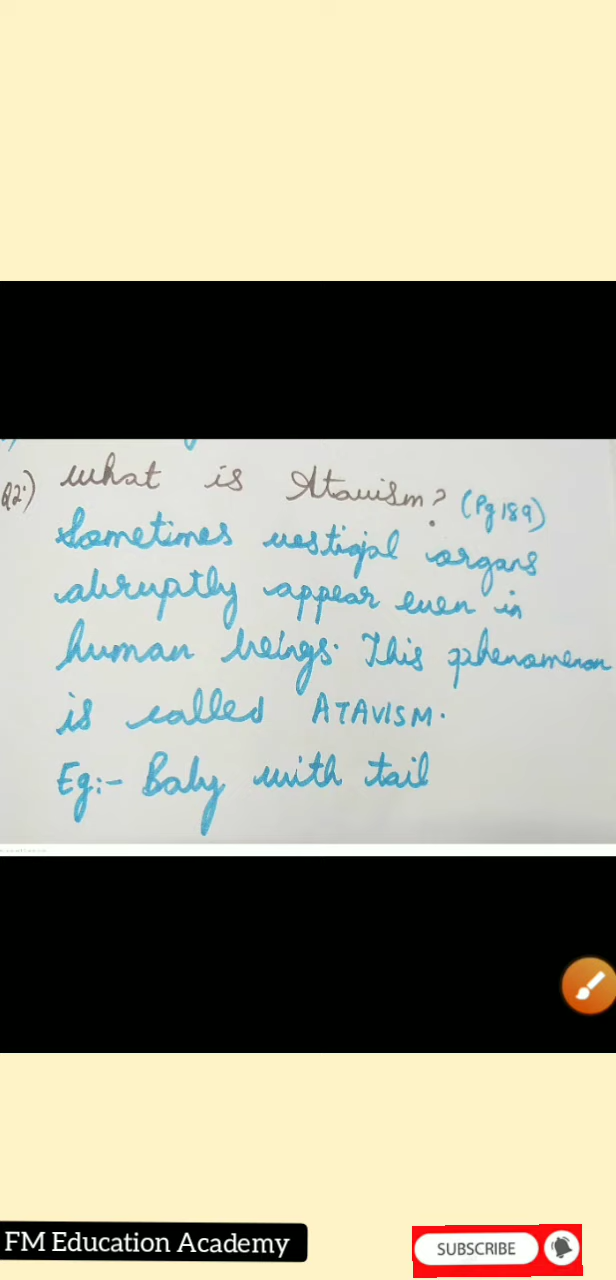 Q2:) what is Atavism? (Pg 189)
Sometimes vestigial organs
abruptly appear even in
human beings. This phenomenon
is called ATAVISM.
Eg:- Baby with tail
FM Education Academy
SUBSCRIBE